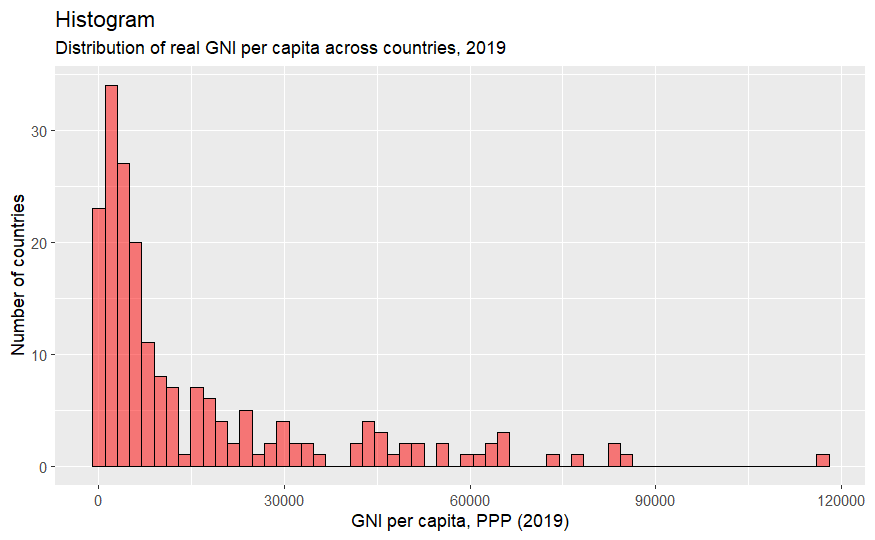 Histogram
Distribution of real GNI per capita across countries, 2019
Number of countries
30
20
10
0
0 30000 60000 90000 120000
GNI per capita, PPP (2019)